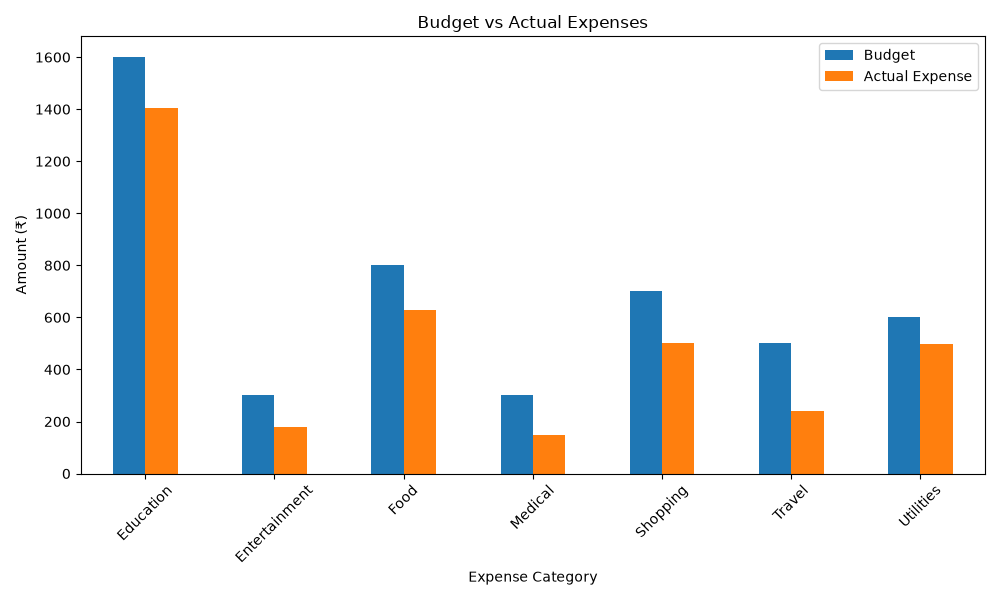 Budget vs Actual Expenses
Budget
Actual Expense
1600
1400
1200
1000
800
600
400
200
0
Amount (₹)
Education
Entertainment
Food
Medical
Shopping
Travel
Utilities
Expense Category